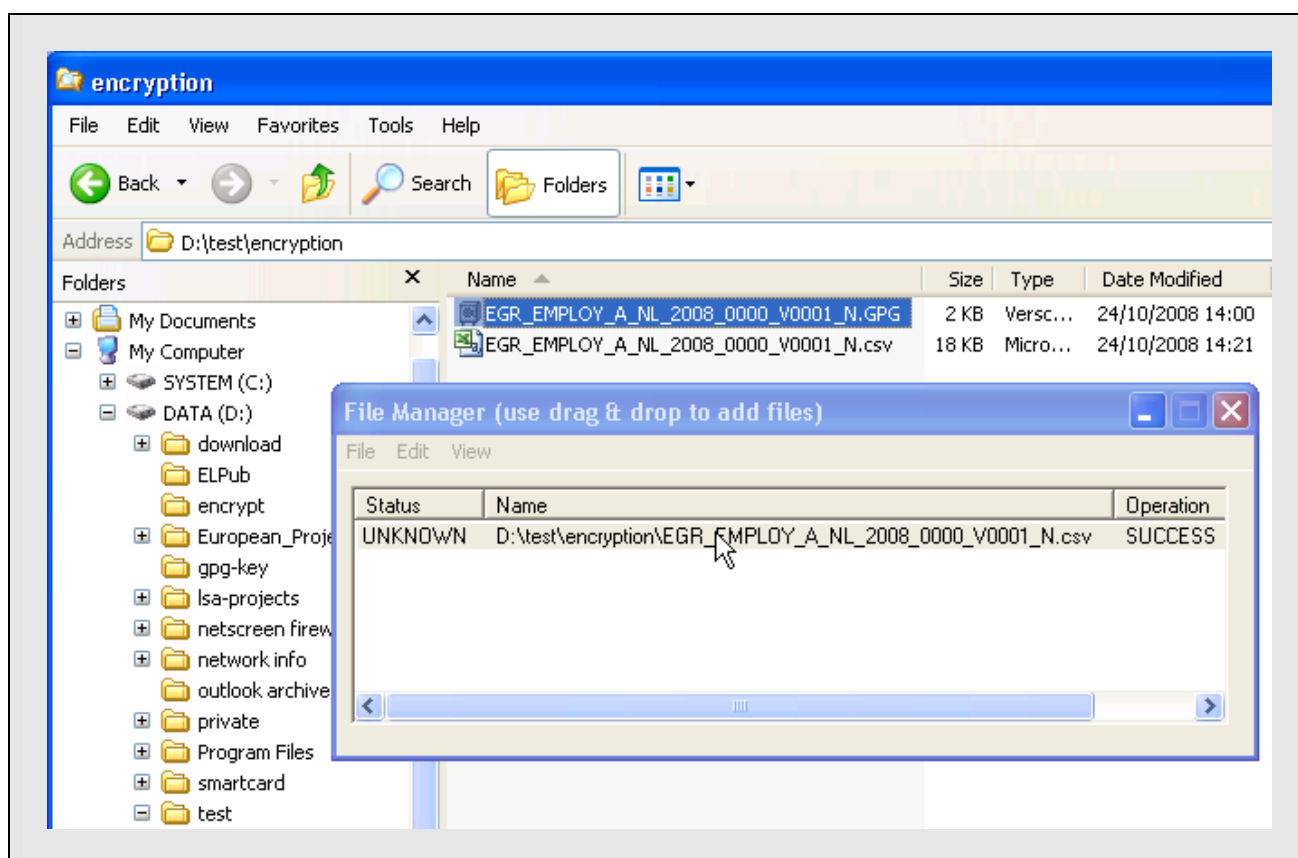 encryption
File Edit View Favorites Tools Help
Back Search Folders
Address D:\test\encryption
Folders Name Size Type Date Modified
My Documents
EGR_EMPLOY_A_NL_2008_0000_V0001_N.GPG 2 KB Versc... 24/10/2008 14:00
My Computer
EGR_EMPLOY_A_NL_2008_0000_V0001_N.csv 18 KB Micro... 24/10/2008 14:21
SYSTEM (C:)
DATA (D:)
download
ELPub
encrypt
European_Proje
gpg-key
lsa-projects
netscreen firew
network info
outlook archive
private
Program Files
smartcard
test
File Manager (use drag & drop to add files)
File Edit View
Status Name Operation
UNKNOWN D:\test\encryption\EGR_EMPLOY_A_NL_2008_0000_V0001_N.csv SUCCESS